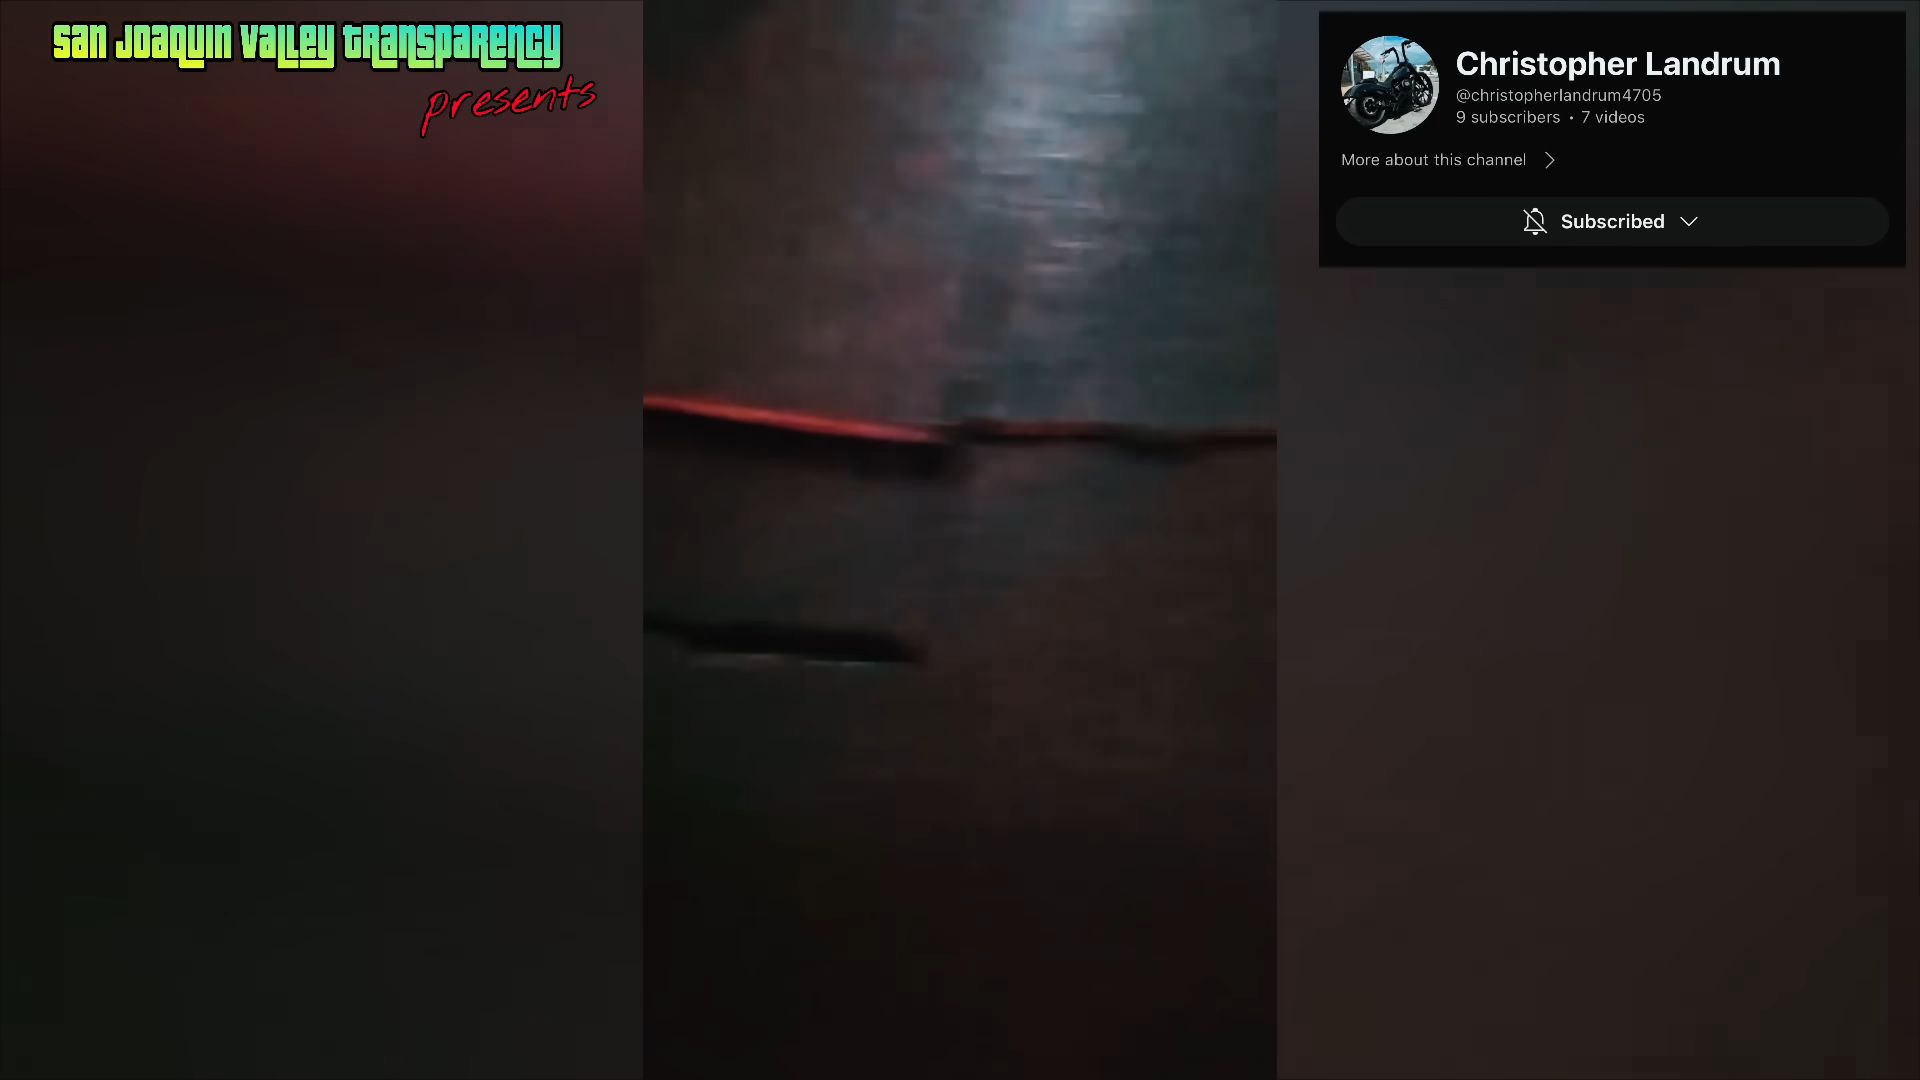 San Joaquin Valley Transparency
presents
Christopher Landrum
@christopherlandrum4705
9 subscribers • 7 videos
More about this channel
Subscribed